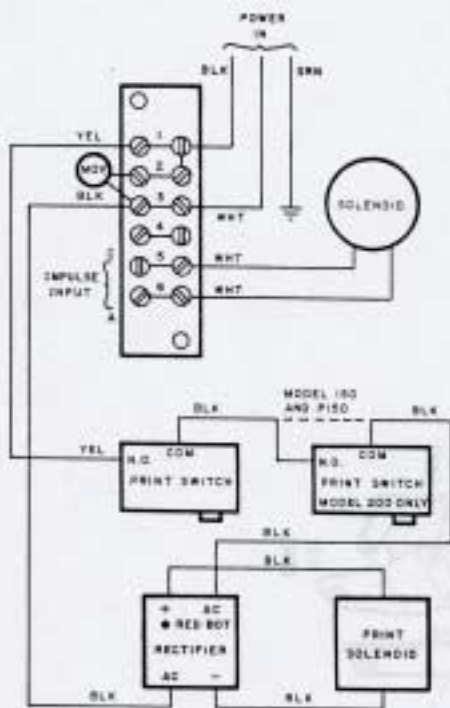 POWER
IN
BLK
GRN
YEL
1
MOV
2
BLK
3
WHT
SOLENOID
4
5
WHT
IMPULSE
INPUT
6
WHT
A
MODEL 150
AND P150
BLK
BLK
YEL
N.O.
COM
PRINT SWITCH
N.O.
COM
PRINT SWITCH
MODEL 200 ONLY
BLK
BLK
+ AC
RED DOT
RECTIFIER
AC -
PRINT
SOLENOID
BLK
BLK